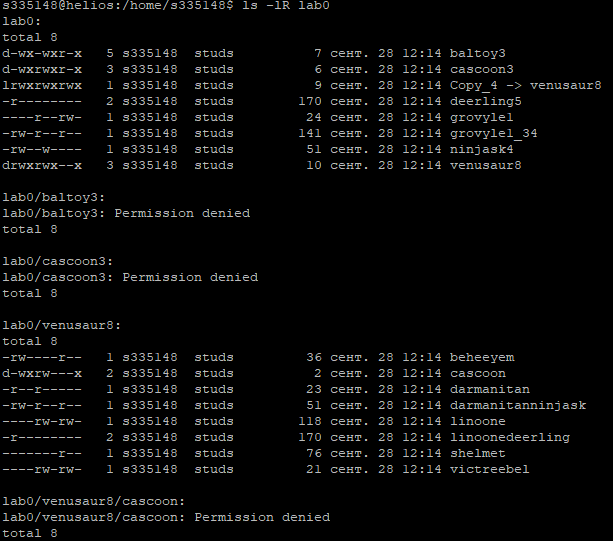 s335148@helios:/home/s335148$ ls -lR lab0
lab0:
total 8
d-wx-wxr-x   5 s335148  studs          7 сент. 28 12:14 baltoy3
d-wxrwxr-x   3 s335148  studs          6 сент. 28 12:14 cascoon3
lrwxrwxrwx   1 s335148  studs          9 сент. 28 12:14 Copy_4 -> venusaur8
-r--------   2 s335148  studs        170 сент. 28 12:14 deerling5
----r--rw-   1 s335148  studs         24 сент. 28 12:14 grovyle1
-rw-r--r--   1 s335148  studs        141 сент. 28 12:14 grovyle1_34
-rw--w----   1 s335148  studs         51 сент. 28 12:14 ninjask4
drwxrwx--x   3 s335148  studs         10 сент. 28 12:14 venusaur8
lab0/baltoy3:
lab0/baltoy3: Permission denied
total 8
lab0/cascoon3:
lab0/cascoon3: Permission denied
total 8
lab0/venusaur8:
total 8
-rw----r--   1 s335148  studs         36 сент. 28 12:14 beheeyem
d-wxrw---x   2 s335148  studs          2 сент. 28 12:14 cascoon
-r--r-----   1 s335148  studs         23 сент. 28 12:14 darmanitan
-rw-r--r--   1 s335148  studs         51 сент. 28 12:14 darmanitanninjask
----rw-rw-   1 s335148  studs        118 сент. 28 12:14 linoone
-r--------   2 s335148  studs        170 сент. 28 12:14 linoonedeerling
-------r--   1 s335148  studs         76 сент. 28 12:14 shelmet
----rw-rw-   1 s335148  studs         21 сент. 28 12:14 victreebel
lab0/venusaur8/cascoon:
lab0/venusaur8/cascoon: Permission denied
total 8